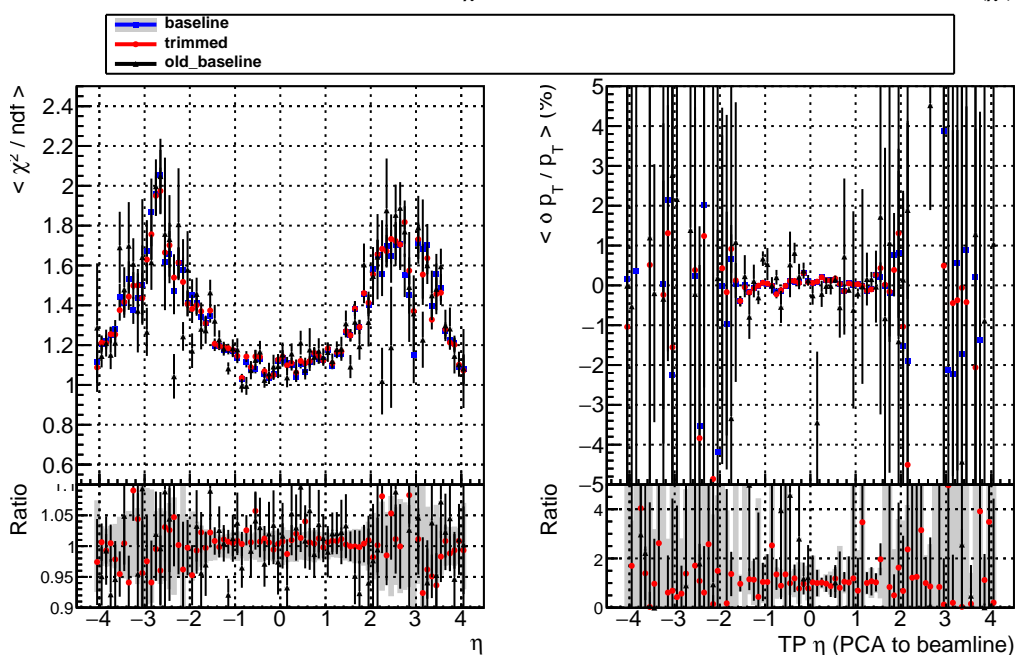 baseline
trimmed
old_baseline
< χ² / ndf >
2.4
2.2
2
1.8
1.6
1.4
1.2
1
0.8
0.6
< σ p_T / p_T > (%)
5
4
3
2
1
0
−1
−2
−3
−4
−5
Ratio
1.1
1.05
1
0.95
0.9
−4 −3 −2 −1 0 1 2 3 4
η
Ratio
5
4
2
0
−4 −3 −2 −1 0 1 2 3 4
TP η (PCA to beamline)